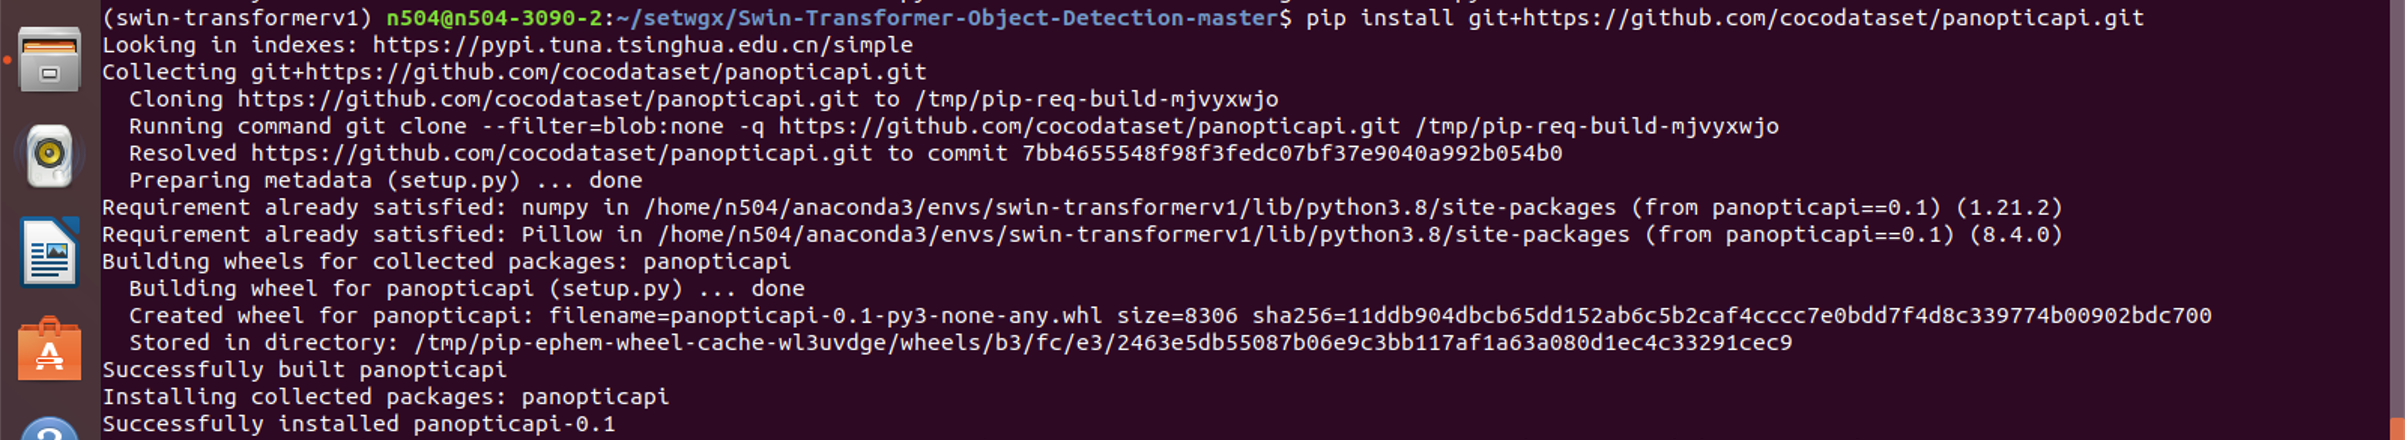 (swin-transformerv1) n504@n504-3090-2:~/setwgx/Swin-Transformer-Object-Detection-master$ pip install git+https://github.com/cocodataset/panopticapi.git
Looking in indexes: https://pypi.tuna.tsinghua.edu.cn/simple
Collecting git+https://github.com/cocodataset/panopticapi.git
  Cloning https://github.com/cocodataset/panopticapi.git to /tmp/pip-req-build-mjvyxwjo
  Running command git clone --filter=blob:none -q https://github.com/cocodataset/panopticapi.git /tmp/pip-req-build-mjvyxwjo
  Resolved https://github.com/cocodataset/panopticapi.git to commit 7bb4655548f98f3fedc07bf37e9040a992b054b0
  Preparing metadata (setup.py) ... done
Requirement already satisfied: numpy in /home/n504/anaconda3/envs/swin-transformerv1/lib/python3.8/site-packages (from panopticapi==0.1) (1.21.2)
Requirement already satisfied: Pillow in /home/n504/anaconda3/envs/swin-transformerv1/lib/python3.8/site-packages (from panopticapi==0.1) (8.4.0)
Building wheels for collected packages: panopticapi
  Building wheel for panopticapi (setup.py) ... done
  Created wheel for panopticapi: filename=panopticapi-0.1-py3-none-any.whl size=8306 sha256=11ddb904dbcb65dd152ab6c5b2caf4cccc7e0bdd7f4d8c339774b00902bdc700
  Stored in directory: /tmp/pip-ephem-wheel-cache-wl3uvdge/wheels/b3/fc/e3/2463e5db55087b06e9c3bb117af1a63a080d1ec4c33291cec9
Successfully built panopticapi
Installing collected packages: panopticapi
Successfully installed panopticapi-0.1